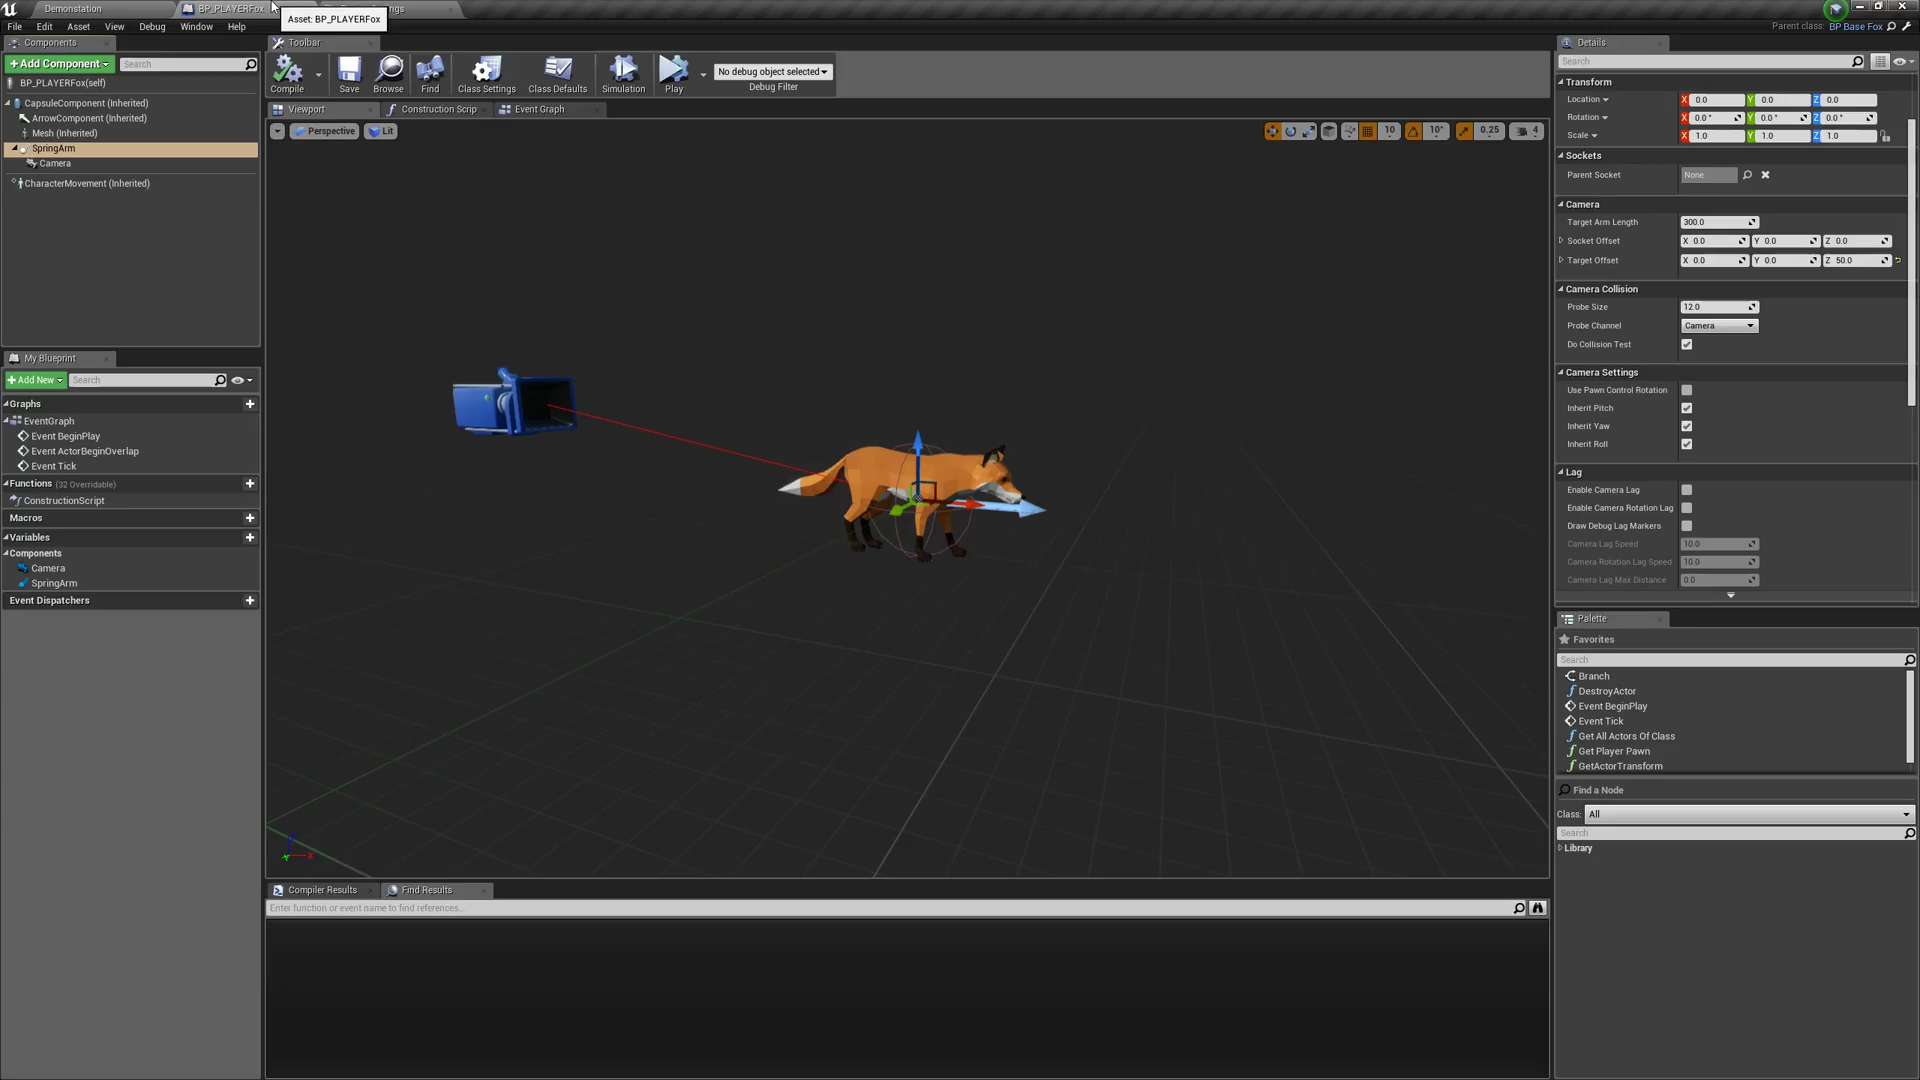 Demonstation
BP_PLAYERFox
ngs
Asset: BP_PLAYERFox
File Edit Asset View Debug Window Help
Parent class: BP Base Fox
Components
+Add Component
Search
BP_PLAYERFox(self)
CapsuleComponent (Inherited)
ArrowComponent (Inherited)
Mesh (Inherited)
SpringArm
Camera
CharacterMovement (Inherited)
My Blueprint
+Add New
Search
Graphs
EventGraph
Event BeginPlay
Event ActorBeginOverlap
Event Tick
Functions (32 Overridable)
ConstructionScript
Macros
Variables
Components
Camera
SpringArm
Event Dispatchers
Toolbar
Compile Save Browse Find Class Settings Class Defaults Simulation Play
No debug object selected
Debug Filter
Viewport Construction Scrip Event Graph
Perspective Lit
10 10° 0.25 4
Compiler Results Find Results
Enter function or event name to find references...
Details
Search
Transform
Location X 0.0 Y 0.0 Z 0.0
Rotation X 0.0 ° Y 0.0 ° Z 0.0 °
Scale X 1.0 Y 1.0 Z 1.0
Sockets
Parent Socket None
Camera
Target Arm Length 300.0
Socket Offset X 0.0 Y 0.0 Z 0.0
Target Offset X 0.0 Y 0.0 Z 50.0
Camera Collision
Probe Size 12.0
Probe Channel Camera
Do Collision Test
Camera Settings
Use Pawn Control Rotation
Inherit Pitch
Inherit Yaw
Inherit Roll
Lag
Enable Camera Lag
Enable Camera Rotation Lag
Draw Debug Lag Markers
Camera Lag Speed 10.0
Camera Rotation Lag Speed 10.0
Camera Lag Max Distance 0.0
Palette
Favorites
Search
Branch
DestroyActor
Event BeginPlay
Event Tick
Get All Actors Of Class
Get Player Pawn
GetActorTransform
Find a Node
Class: All
Search
Library